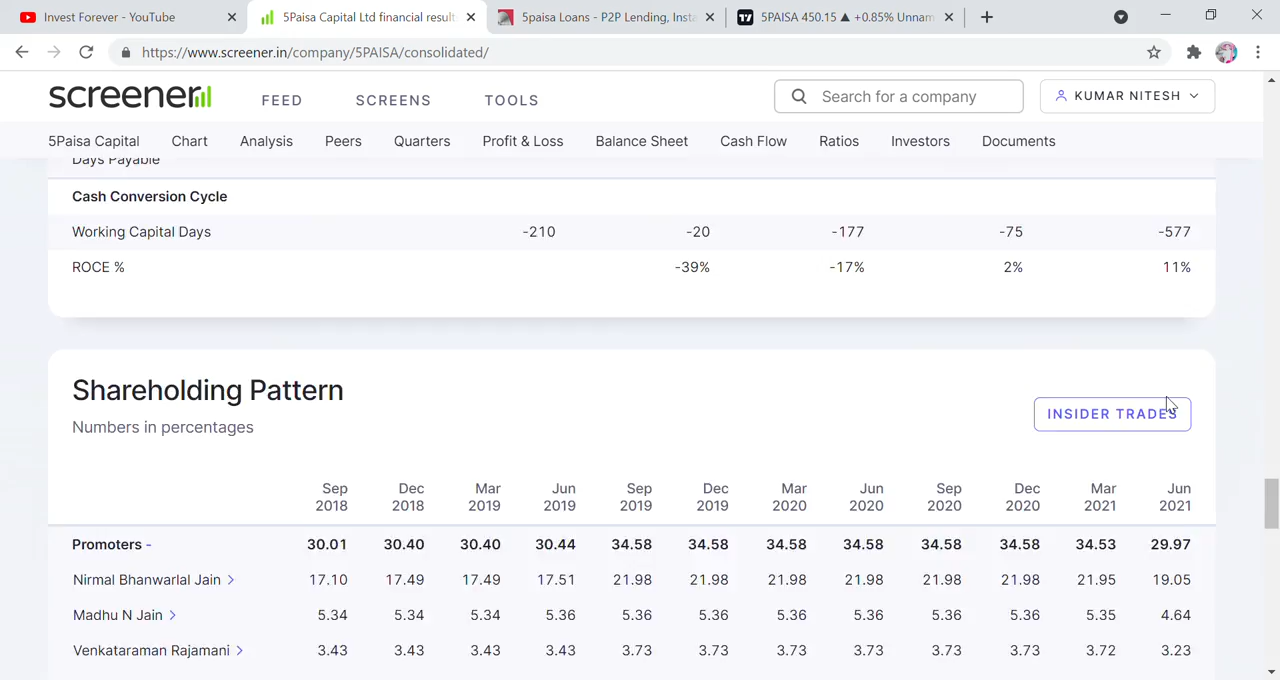 Invest Forever - YouTube
5Paisa Capital Ltd financial result
5paisa Loans - P2P Lending, Insta
5PAISA 450.15 ▲ +0.85% Unnam
https://www.screener.in/company/5PAISA/consolidated/
screener
FEED
SCREENS
TOOLS
Search for a company
KUMAR NITESH
5Paisa Capital
Chart
Analysis
Peers
Quarters
Profit & Loss
Balance Sheet
Cash Flow
Ratios
Investors
Documents
Days Payable
Cash Conversion Cycle
Working Capital Days -210 -20 -177 -75 -577
ROCE % -39% -17% 2% 11%
Shareholding Pattern
Numbers in percentages
INSIDER TRADES
Sep Dec Mar Jun Sep Dec Mar Jun Sep Dec Mar Jun
2018 2018 2019 2019 2019 2019 2020 2020 2020 2020 2021 2021
Promoters - 30.01 30.40 30.40 30.44 34.58 34.58 34.58 34.58 34.58 34.58 34.53 29.97
Nirmal Bhanwarlal Jain 17.10 17.49 17.49 17.51 21.98 21.98 21.98 21.98 21.98 21.98 21.95 19.05
Madhu N Jain 5.34 5.34 5.34 5.36 5.36 5.36 5.36 5.36 5.36 5.36 5.35 4.64
Venkataraman Rajamani 3.43 3.43 3.43 3.43 3.73 3.73 3.73 3.73 3.73 3.73 3.72 3.23